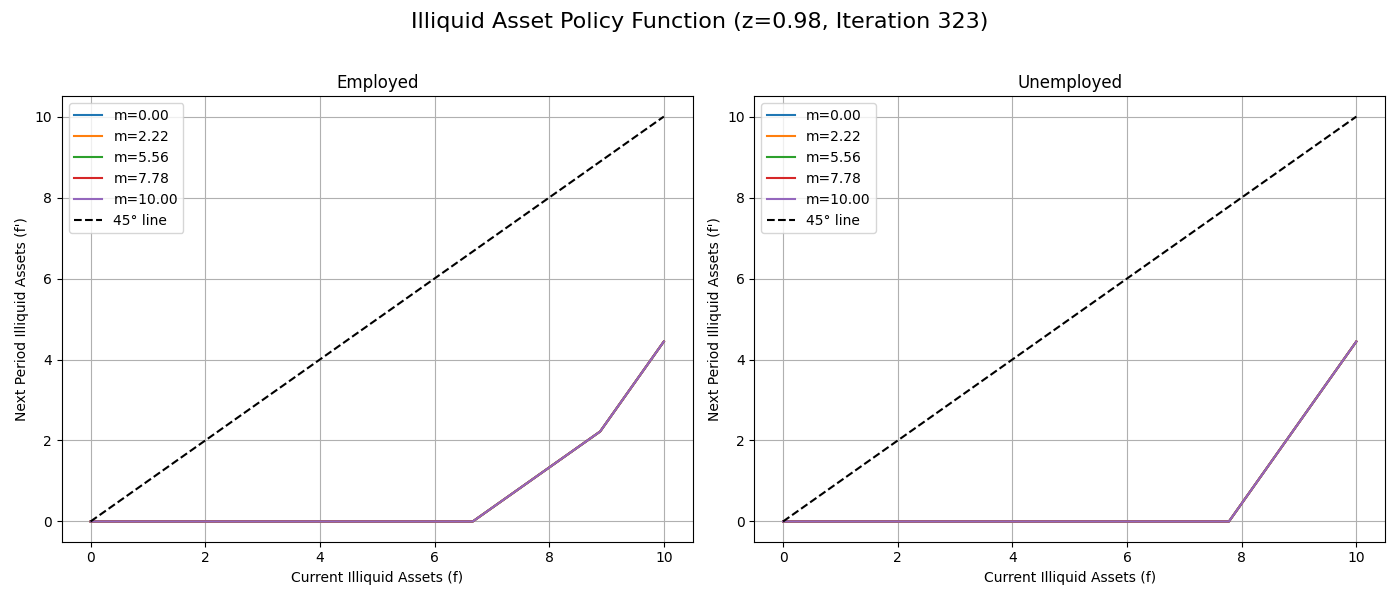 Illiquid Asset Policy Function (z=0.98, Iteration 323)
Employed
m=0.00
m=2.22
m=5.56
m=7.78
m=10.00
45° line
10
8
6
4
2
0
Next Period Illiquid Assets (f')
0 2 4 6 8 10
Current Illiquid Assets (f)
Unemployed
m=0.00
m=2.22
m=5.56
m=7.78
m=10.00
45° line
10
8
6
4
2
0
Next Period Illiquid Assets (f')
0 2 4 6 8 10
Current Illiquid Assets (f)